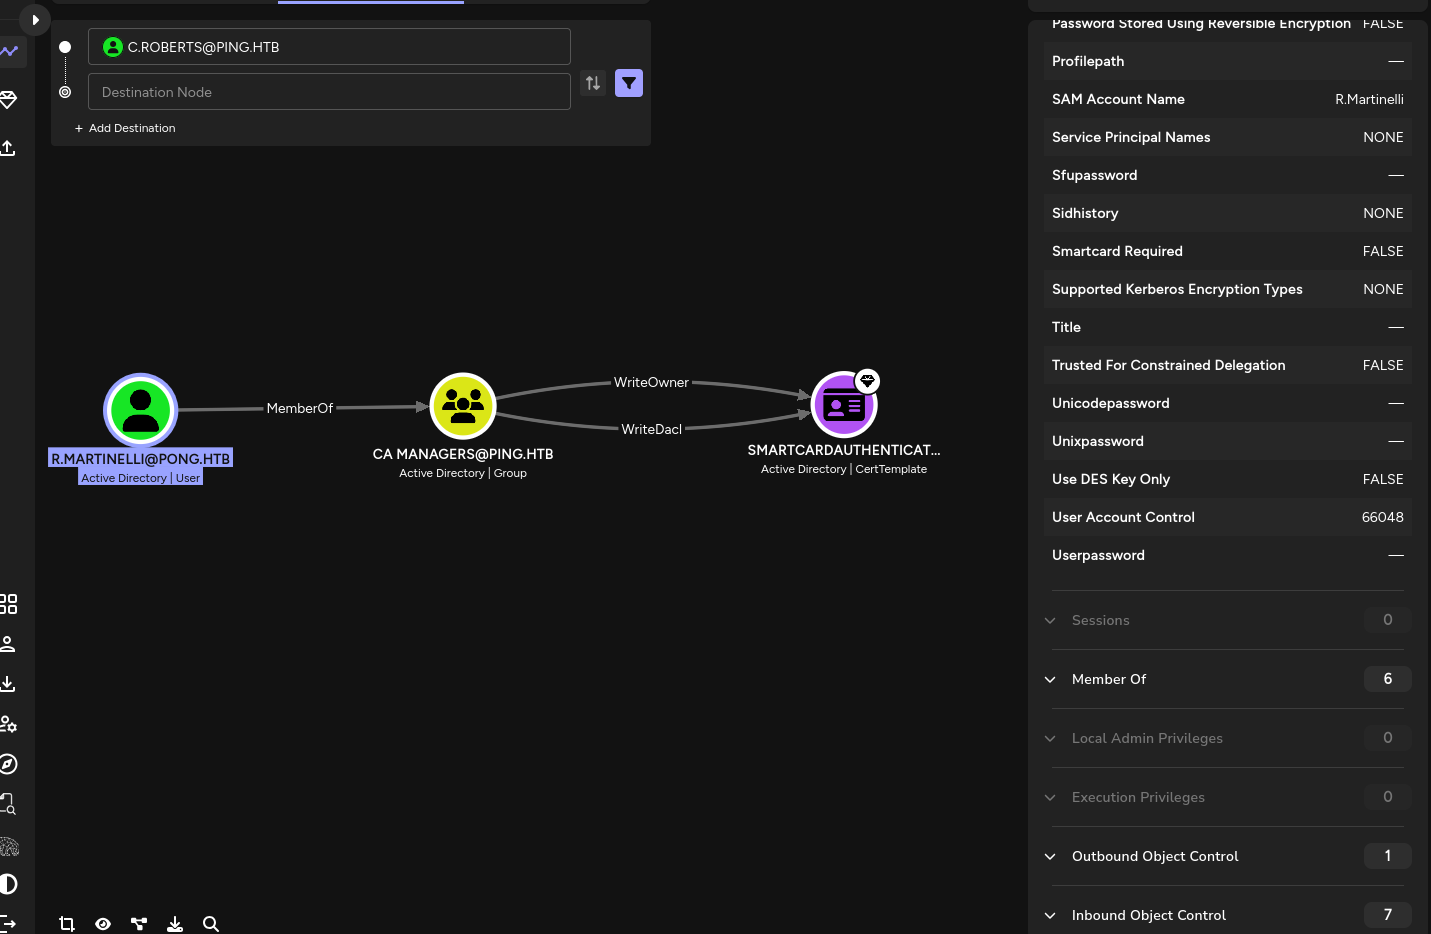 C.ROBERTS@PING.HTB
Destination Node
+ Add Destination
WriteOwner
MemberOf
WriteDacl
R.MARTINELLI@PONG.HTB
Active Directory | User
CA MANAGERS@PING.HTB
Active Directory | Group
SMARTCARDAUTHENTICAT...
Active Directory | CertTemplate
Password Stored Using Reversible Encryption FALSE
Profilepath —
SAM Account Name R.Martinelli
Service Principal Names NONE
Sfupassword —
Sidhistory NONE
Smartcard Required FALSE
Supported Kerberos Encryption Types NONE
Title —
Trusted For Constrained Delegation FALSE
Unicodepassword —
Unixpassword —
Use DES Key Only FALSE
User Account Control 66048
Userpassword —
Sessions 0
Member Of 6
Local Admin Privileges 0
Execution Privileges 0
Outbound Object Control 1
Inbound Object Control 7